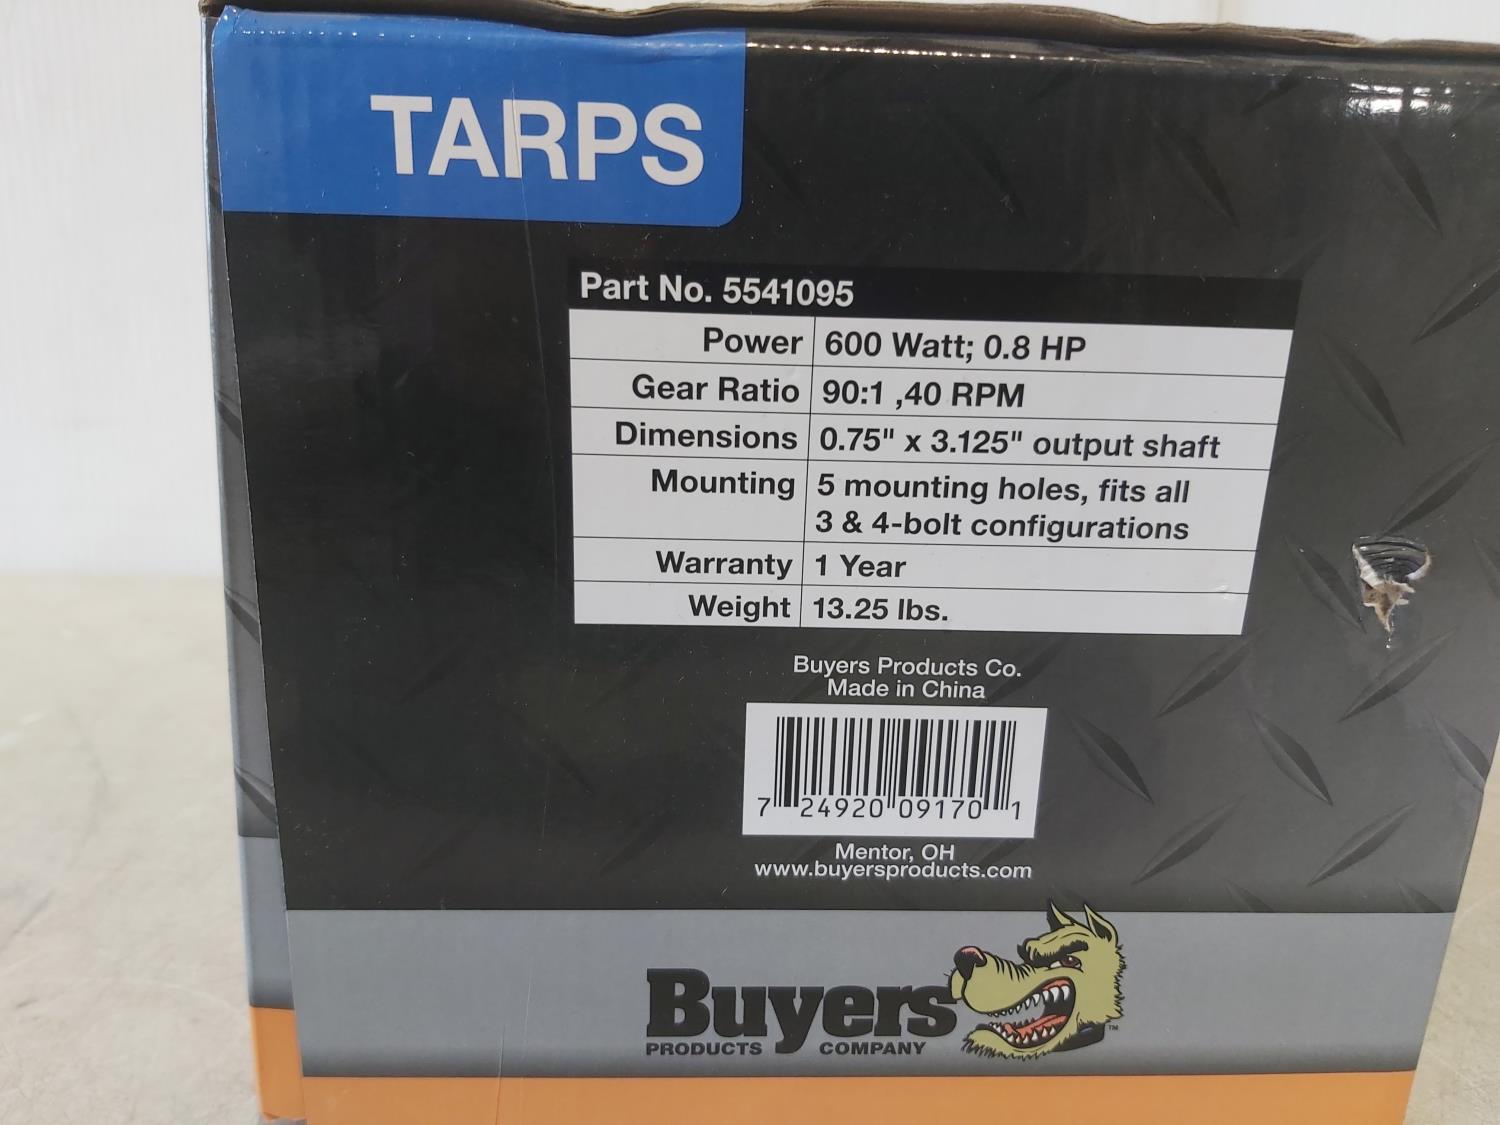 TARPS
Part No. 5541095
Power 600 Watt; 0.8 HP
Gear Ratio 90:1 ,40 RPM
Dimensions 0.75" x 3.125" output shaft
Mounting 5 mounting holes, fits all
3 & 4-bolt configurations
Warranty 1 Year
Weight 13.25 lbs.
Buyers Products Co.
Made in China
7 24920 09170 1
Mentor, OH
www.buyersproducts.com
Buyers
PRODUCTS COMPANY
TM